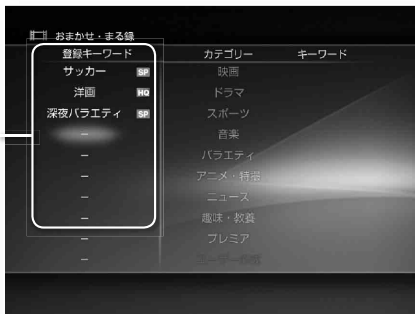 おまかせ・まる録
登録キーワード カテゴリー キーワード
サッカー SP 映画
洋画 HQ ドラマ
深夜バラエティ SP スポーツ
– 音楽
– バラエティ
– アニメ・特撮
– ニュース
– 趣味・教養
– プレミア
–